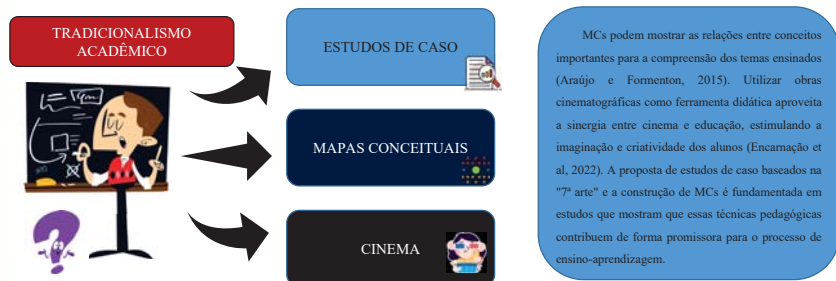 TRADICIONALISMO
ACADÊMICO
ESTUDOS DE CASO
MAPAS CONCEITUAIS
CINEMA
MCs podem mostrar as relações entre conceitos
importantes para a compreensão dos temas ensinados
(Araújo e Formenton, 2015). Utilizar obras
cinematográficas como ferramenta didática aproveita
a sinergia entre cinema e educação, estimulando a
imaginação e criatividade dos alunos (Encarnação et
al, 2022). A proposta de estudos de caso baseados na
"7ª arte" e a construção de MCs é fundamentada em
estudos que mostram que essas técnicas pedagógicas
contribuem de forma promissora para o processo de
ensino-aprendizagem.